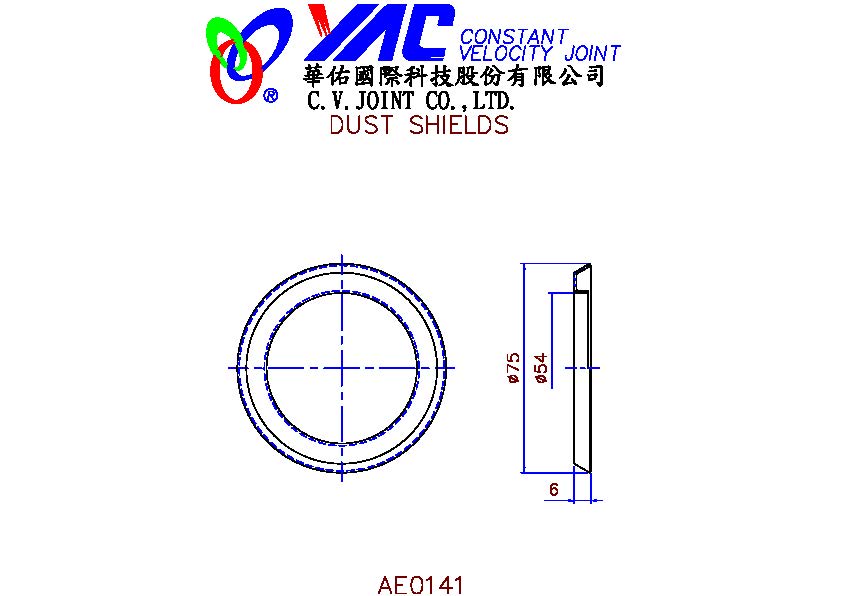 YAC CONSTANT
VELOCITY JOINT
®
華佑國際科技股份有限公司
C.V.JOINT CO.,LTD.
DUST SHIELDS
ø75
ø54
6
AE0141